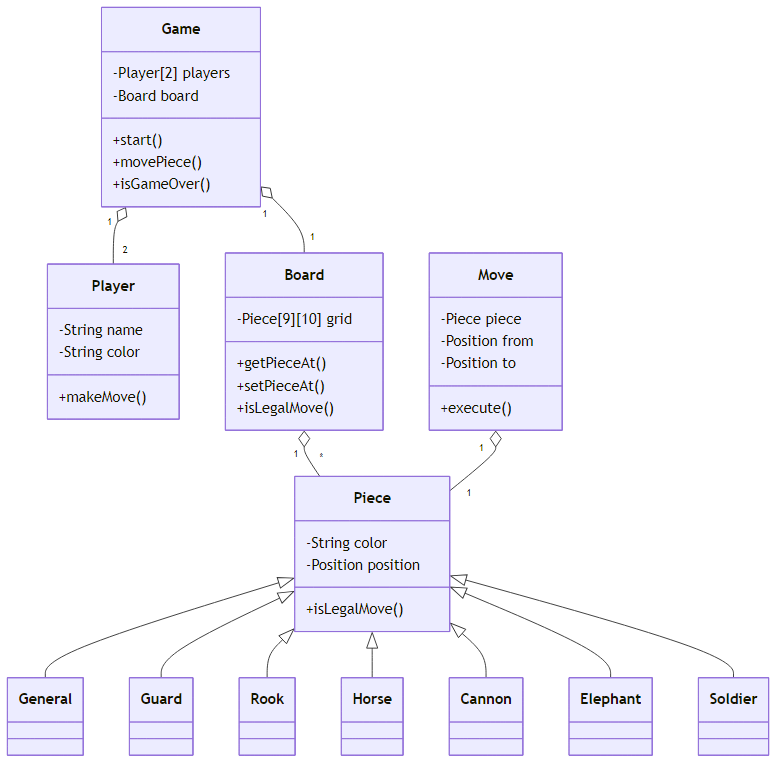 Game
-Player[2] players
-Board board
+start()
+movePiece()
+isGameOver()
1
1
2
1
Player
-String name
-String color
+makeMove()
Board
-Piece[9][10] grid
+getPieceAt()
+setPieceAt()
+isLegalMove()
Move
-Piece piece
-Position from
-Position to
+execute()
1
*
1
1
Piece
-String color
-Position position
+isLegalMove()
General
Guard
Rook
Horse
Cannon
Elephant
Soldier